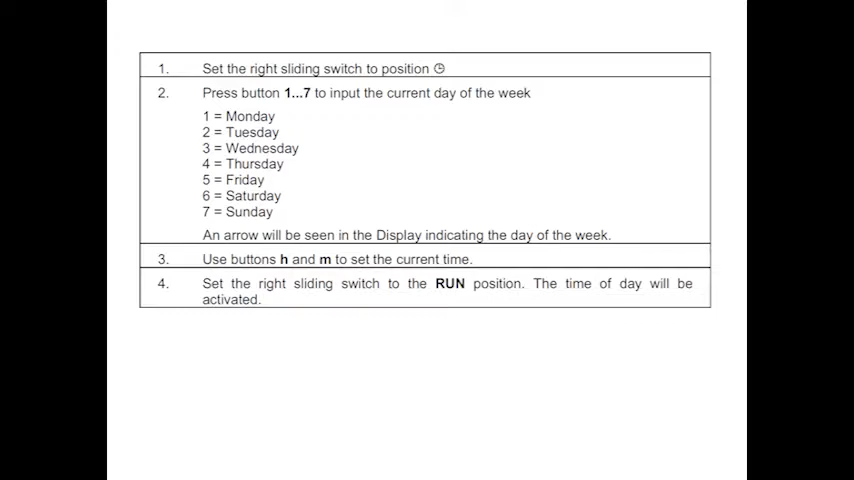 1. Set the right sliding switch to position 🕒
2. Press button 1...7 to input the current day of the week
1 = Monday
2 = Tuesday
3 = Wednesday
4 = Thursday
5 = Friday
6 = Saturday
7 = Sunday
An arrow will be seen in the Display indicating the day of the week.
3. Use buttons h and m to set the current time.
4. Set the right sliding switch to the RUN position. The time of day will be
activated.